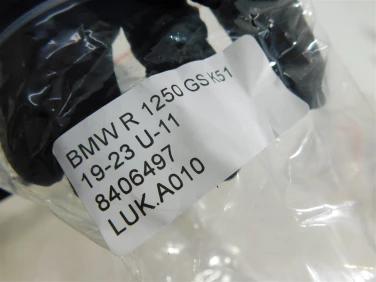 BMW R 1250 GS K51
19-23 U-11
8406497
LUK.A010